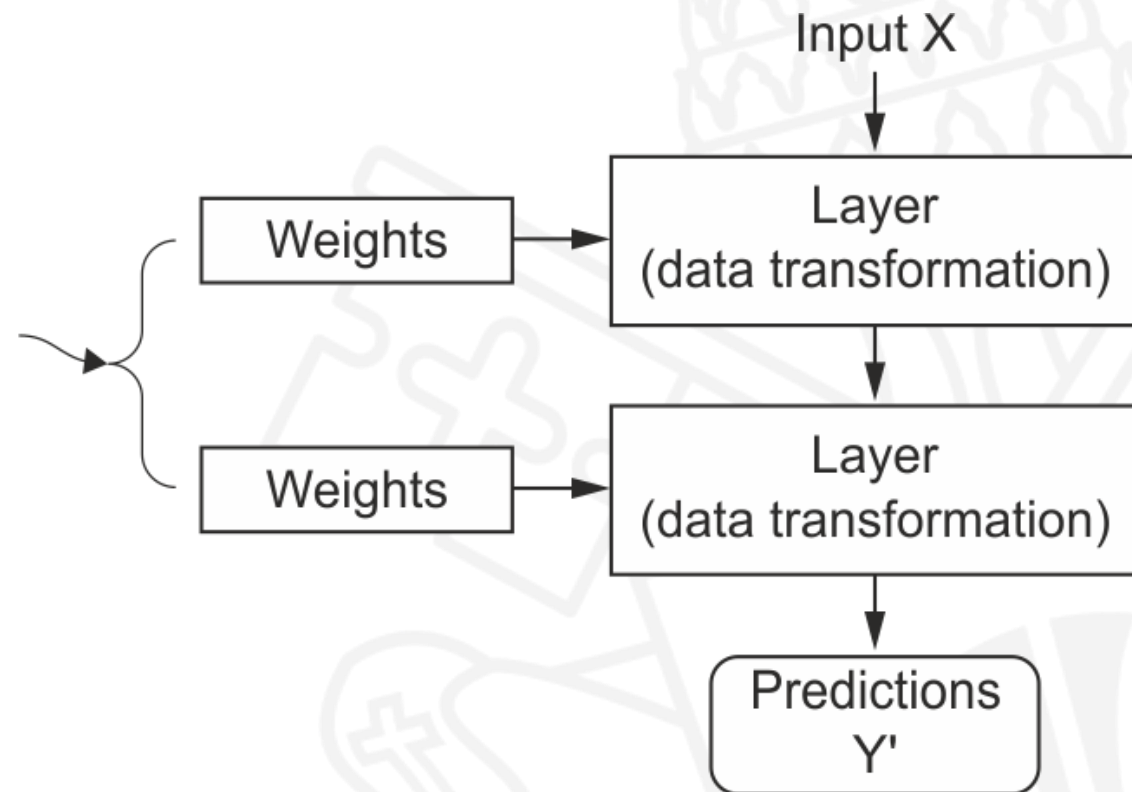 Input X
Weights
Layer
(data transformation)
Weights
Layer
(data transformation)
Predictions
Y'